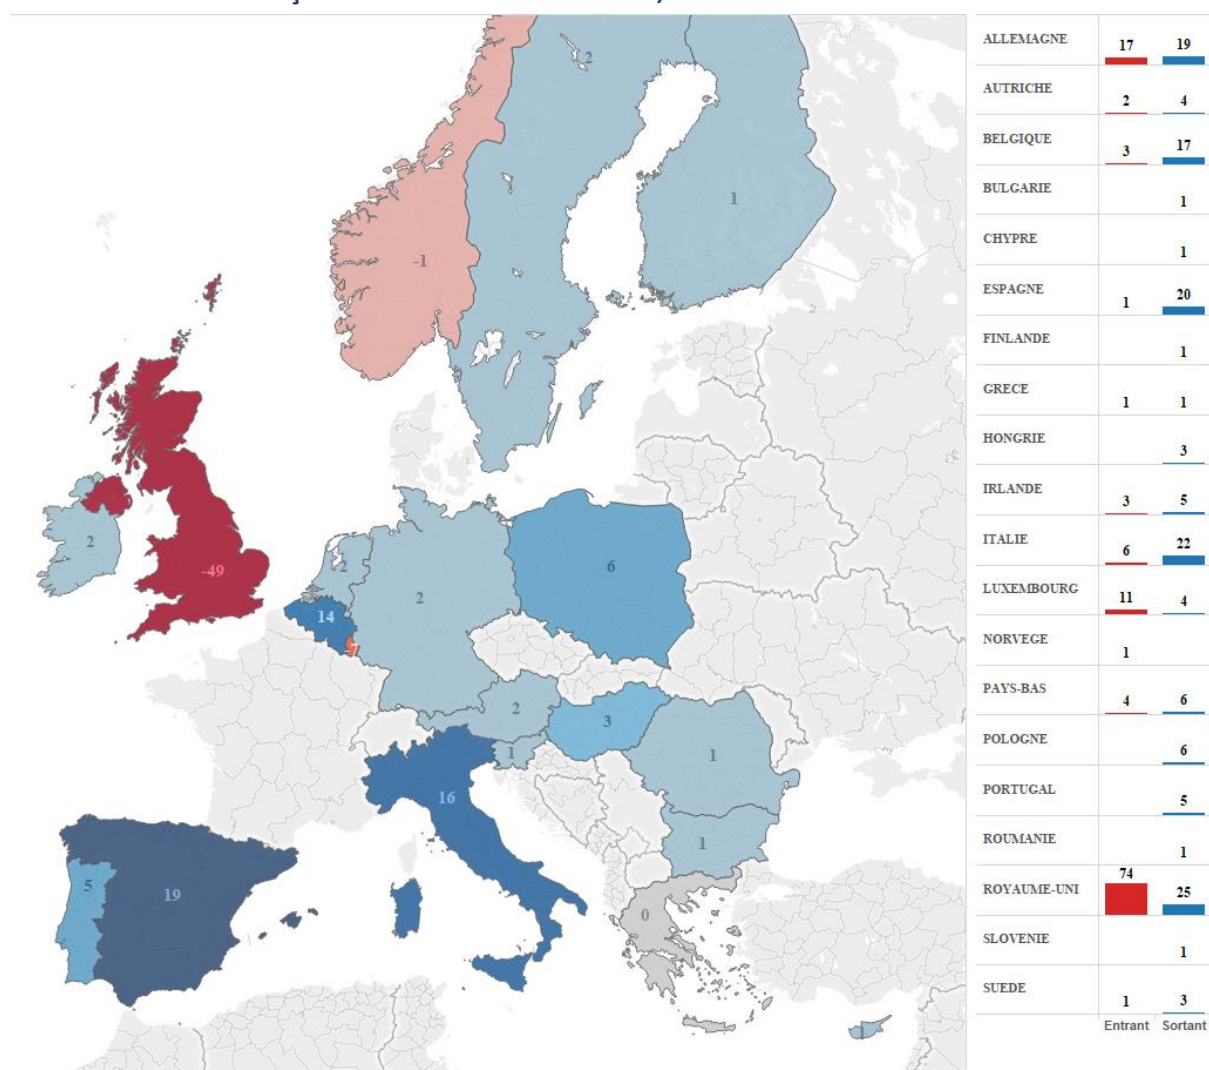 2
1
-1
2
-49
2
2
6
14
7
2
3
1
1
16
1
5
19
0
1
ALLEMAGNE 17 19
AUTRICHE 2 4
BELGIQUE 3 17
BULGARIE 1
CHYPRE 1
ESPAGNE 1 20
FINLANDE 1
GRECE 1 1
HONGRIE 3
IRLANDE 3 5
ITALIE 6 22
LUXEMBOURG 11 4
NORVEGE 1
PAYS-BAS 4 6
POLOGNE 6
PORTUGAL 5
ROUMANIE 1
ROYAUME-UNI 74 25
SLOVENIE 1
SUEDE 1 3
Entrant Sortant